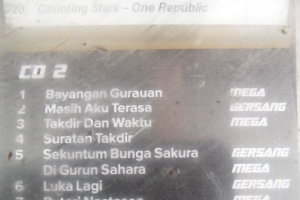 20 Counting Stars – One Republic
CD 2
1 Bayangan Gurauan MEGA
2 Masih Aku Terasa GERSANG
3 Takdir Dan Waktu MEGA
4 Suratan Takdir
5 Sekuntum Bunga Sakura GERSANG
Di Gurun Sahara MEGA
6 Luka Lagi GERSANG